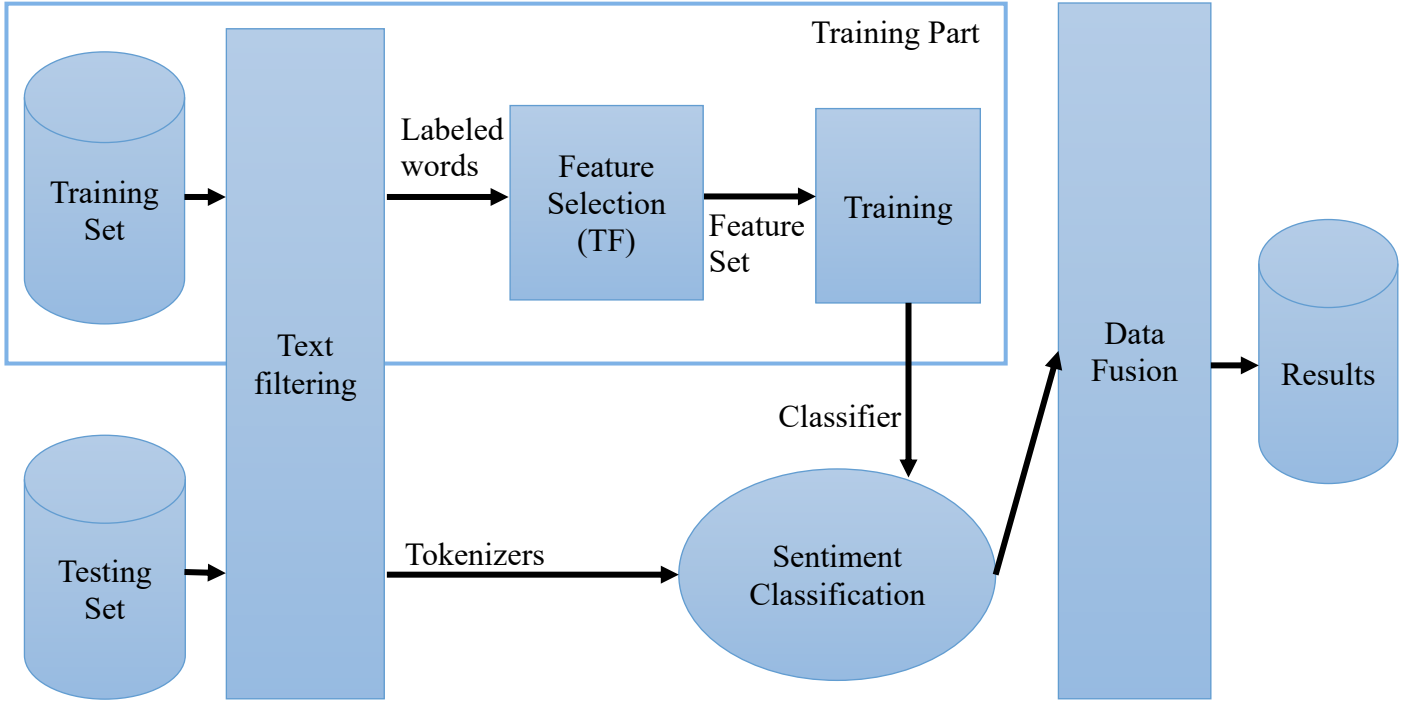 Training Part
Training
Set
Text
filtering
Labeled
words
Feature
Selection
(TF)
Feature
Set
Training
Classifier
Testing
Set
Tokenizers
Sentiment
Classification
Data
Fusion
Results